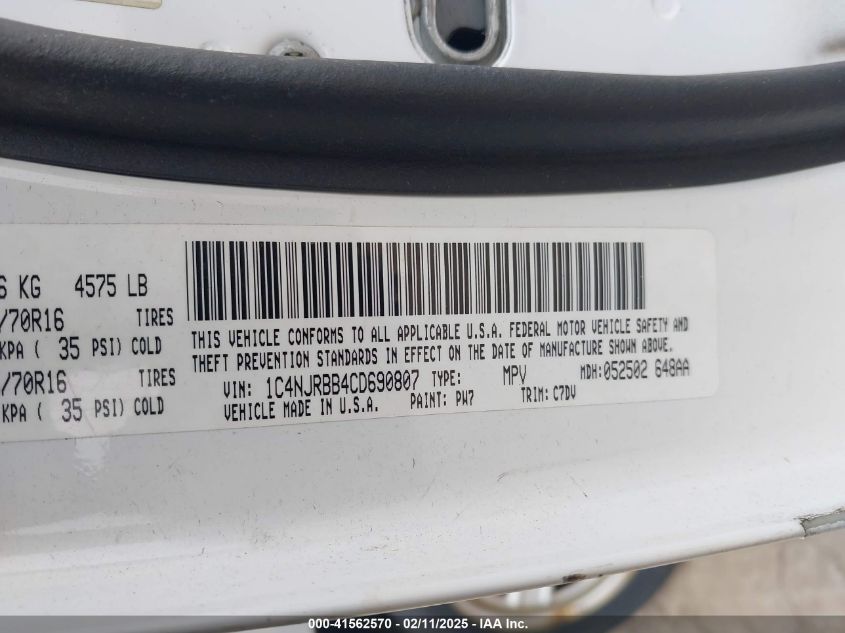 6 KG 4575 LB
/70R16 TIRES
KPA ( 35 PSI) COLD
/70R16 TIRES
KPA ( 35 PSI) COLD
THIS VEHICLE CONFORMS TO ALL APPLICABLE U.S.A. FEDERAL MOTOR VEHICLE SAFETY AND
THEFT PREVENTION STANDARDS IN EFFECT ON THE DATE OF MANUFACTURE SHOWN ABOVE.
VIN: 1C4NJRBB4CD690807 TYPE: MPV MDH: 052502 648AA
VEHICLE MADE IN U.S.A. PAINT: PW7 TRIM: C7DV
000-41562570 - 02/11/2025 - IAA Inc.